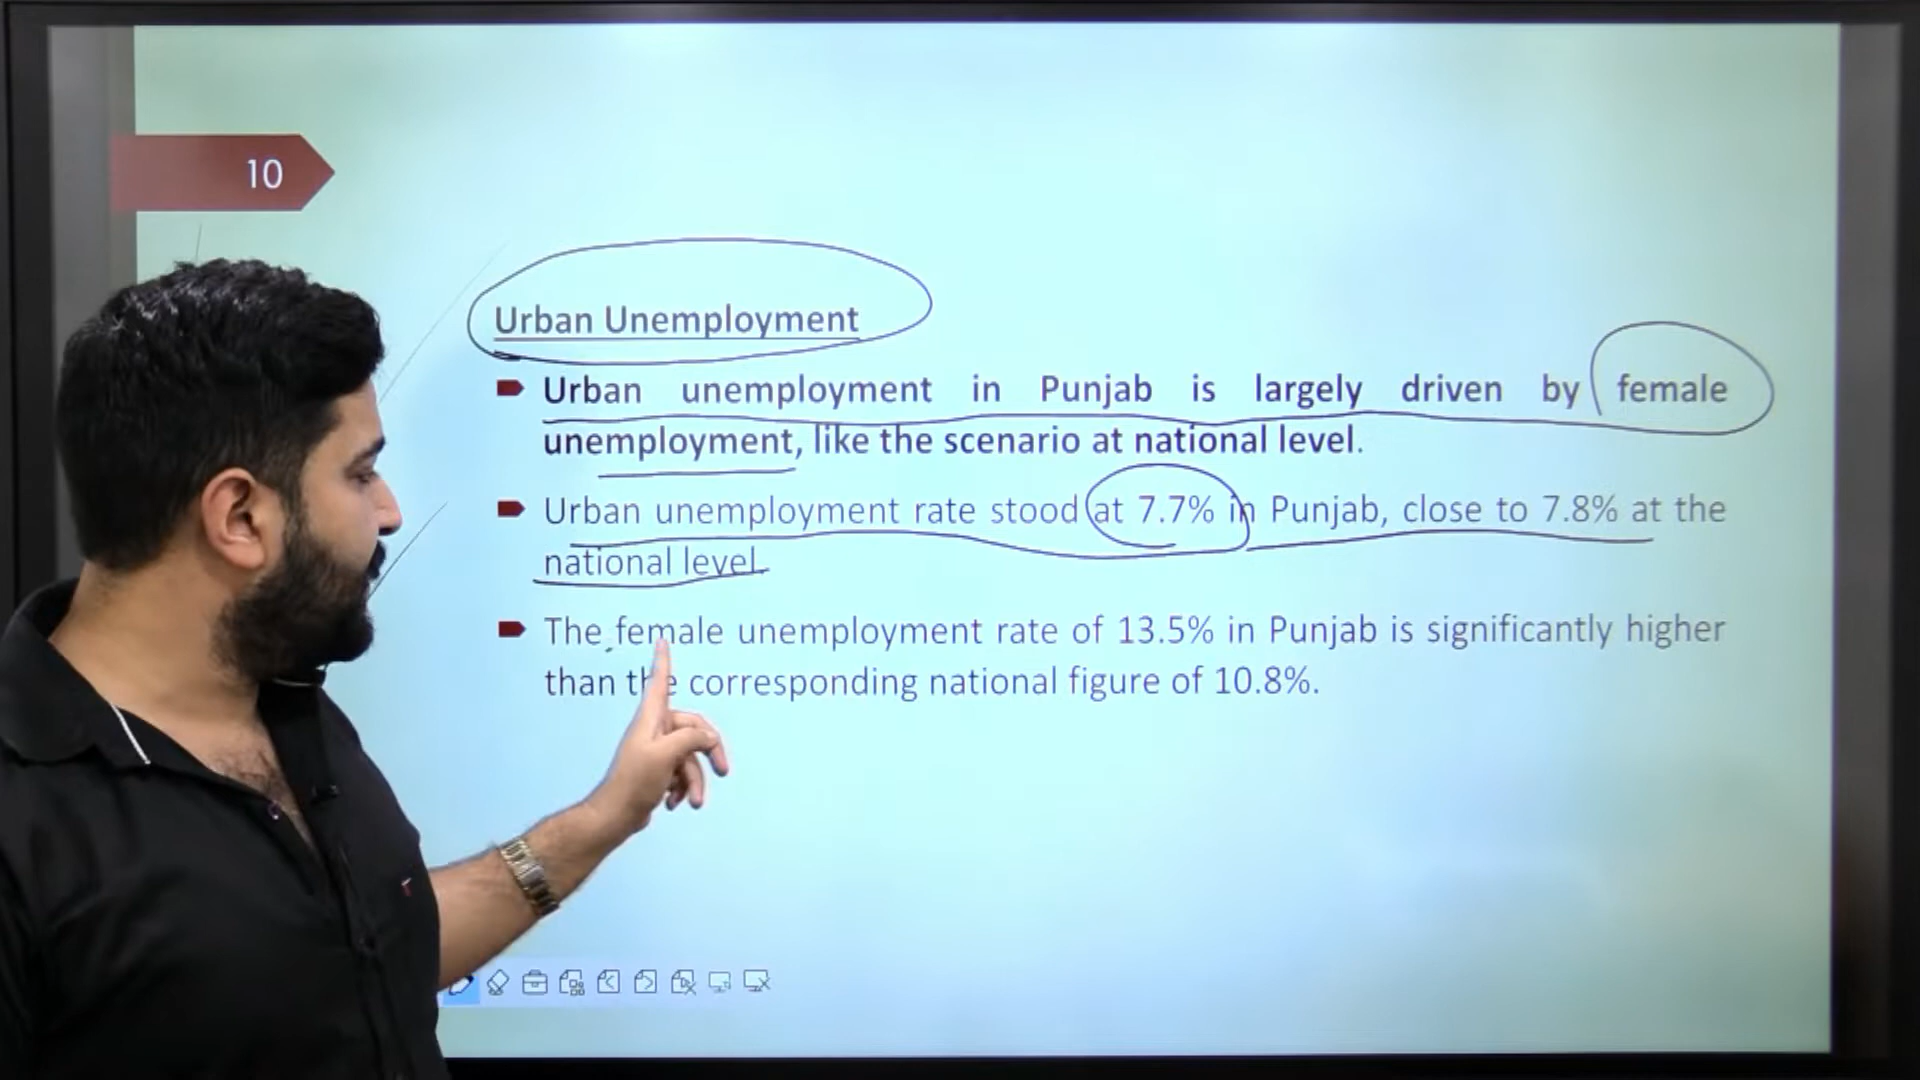 10
Urban Unemployment
Urban unemployment in Punjab is largely driven by female
unemployment, like the scenario at national level.
Urban unemployment rate stood at 7.7% in Punjab, close to 7.8% at the
national level.
The female unemployment rate of 13.5% in Punjab is significantly higher
than the corresponding national figure of 10.8%.